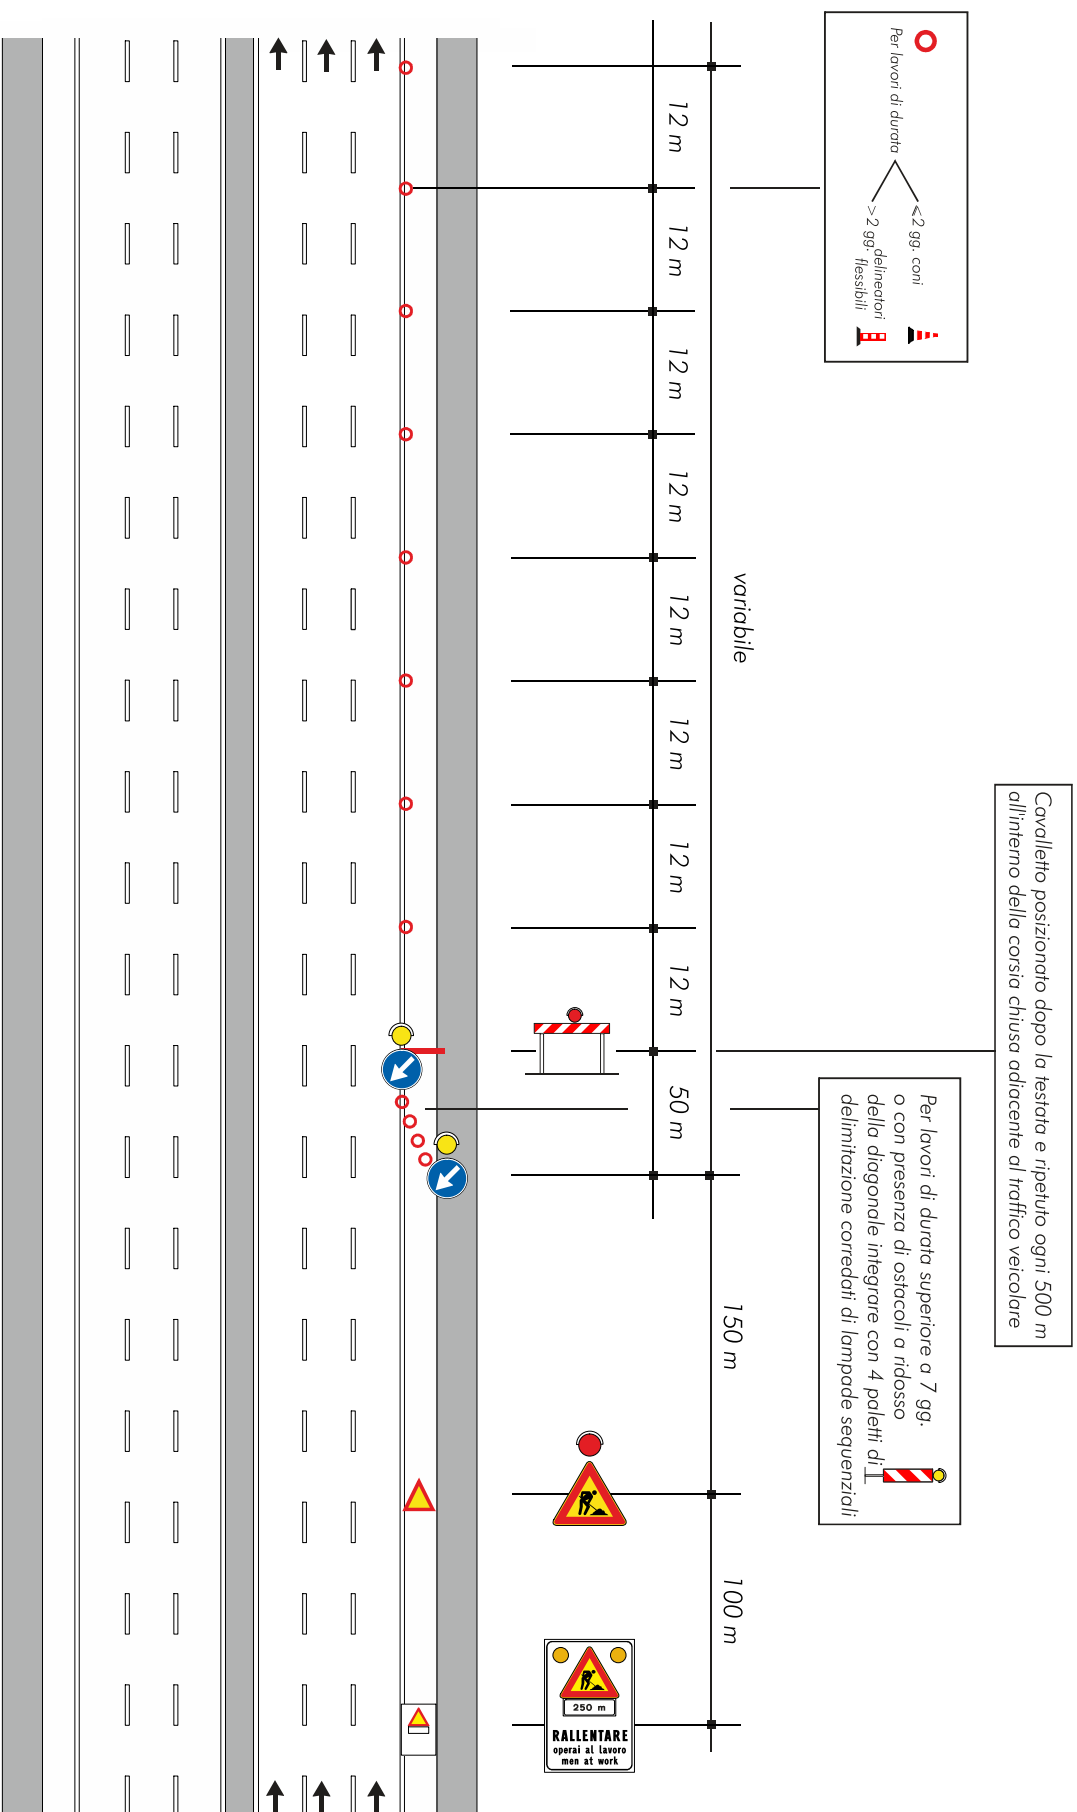 Per lavori di durata
≤2 gg. coni
>2 gg. delineatori
flessibili
12 m
12 m
12 m
12 m
12 m
12 m
12 m
12 m
50 m
variabile
150 m
100 m
Cavalletto posizionato dopo la testata e ripetuto ogni 500 m
all'interno della corsia chiusa adiacente al traffico veicolare
Per lavori di durata superiore a 7 gg.
o con presenza di ostacoli a ridosso
della diagonale integrare con 4 paletti di
delimitazione corredati di lampade sequenziali
250 m
RALLENTARE
operai al lavoro
men at work